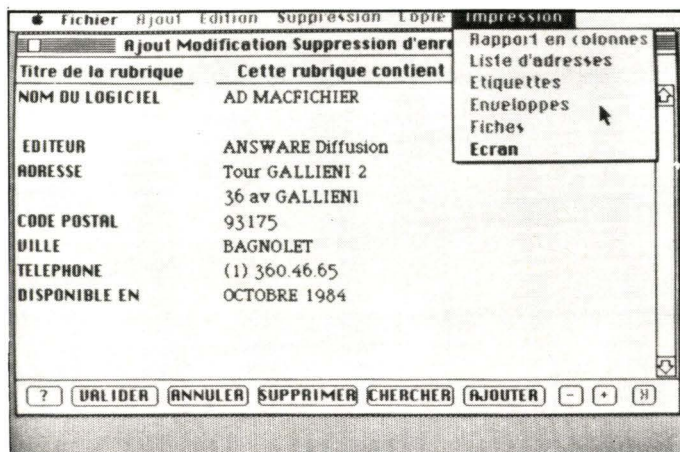 Fichier Ajout Edition Suppression Copie Impression
Ajout Modification Suppression d'enre
Rapport en colonnes
Liste d'adresses
Etiquettes
Enveloppes
Fiches
Ecran
Titre de la rubrique Cette rubrique contient
NOM DU LOGICIEL AD MACFICHIER
EDITEUR ANSWARE Diffusion
ADRESSE Tour GALLIENI 2
36 av GALLIENI
CODE POSTAL 93175
VILLE BAGNOLET
TELEPHONE (1) 360.46.65
DISPONIBLE EN OCTOBRE 1984
? VALIDER ANNULER SUPPRIMER CHERCHER AJOUTER - +